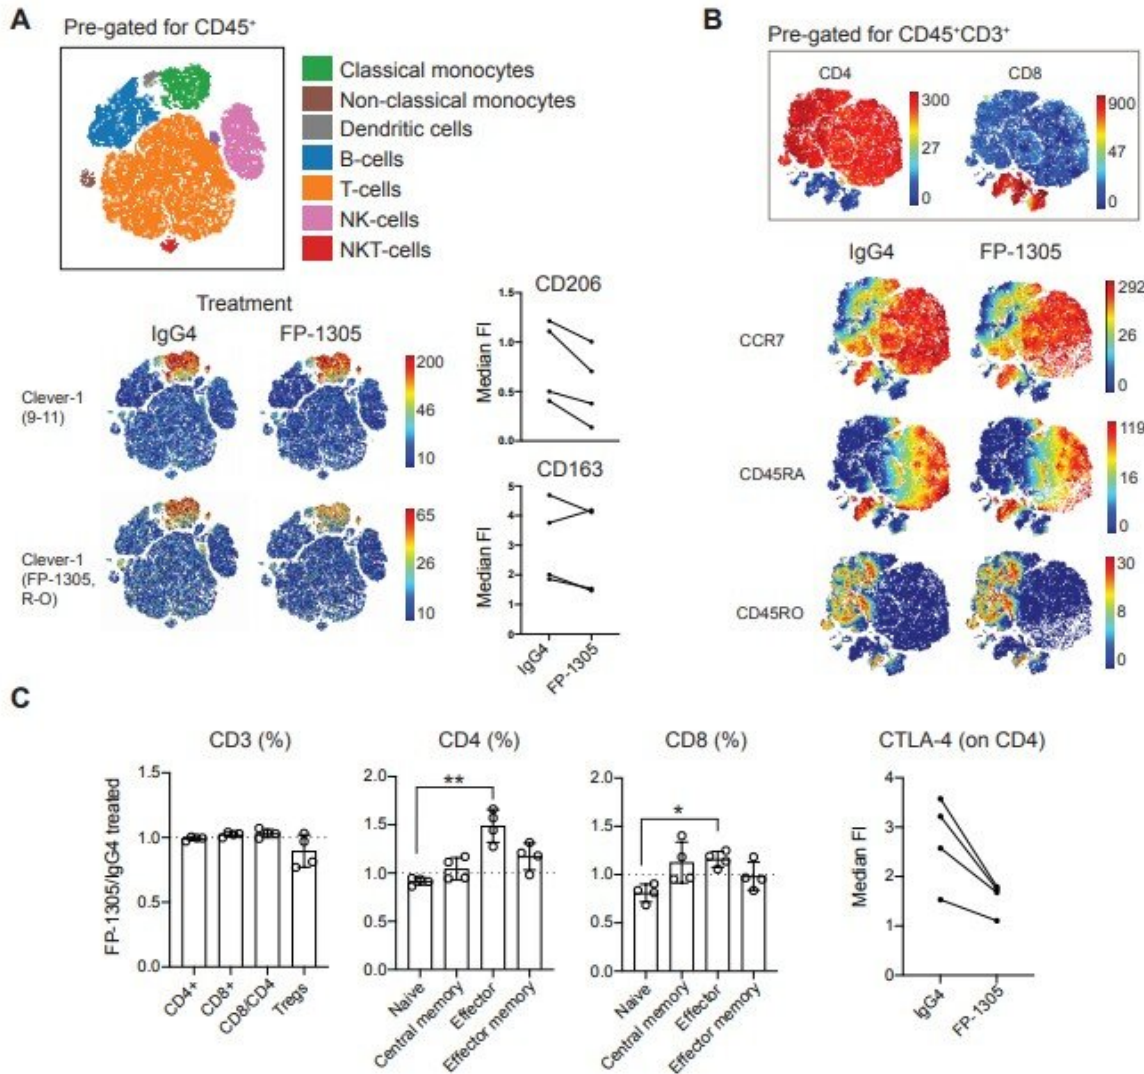 A
Pre-gated for CD45⁺
Classical monocytes
Non-classical monocytes
Dendritic cells
B-cells
T-cells
NK-cells
NKT-cells
Treatment
IgG4
FP-1305
Clever-1
(9-11)
200
46
10
Clever-1
(FP-1305,
R-O)
65
26
10
CD206
Median FI
1.5
1.0
0.5
0.0
CD163
Median FI
5
4
3
2
1
0
IgG4
FP-1305
B
Pre-gated for CD45⁺CD3⁺
CD4
300
27
0
CD8
900
47
0
IgG4
FP-1305
CCR7
292
26
0
CD45RA
119
16
0
CD45RO
30
8
0
C
CD3 (%)
FP-1305/IgG4 treated
1.5
1.0
0.5
0.0
CD4+
CD8+
CD8/CD4
Tregs
CD4 (%)
**
2.0
1.5
1.0
0.5
0.0
Naive
Central memory
Effector
Effector memory
CD8 (%)
*
2.0
1.5
1.0
0.5
0.0
Naive
Central memory
Effector
Effector memory
CTLA-4 (on CD4)
Median FI
4
3
2
1
0
IgG4
FP-1305